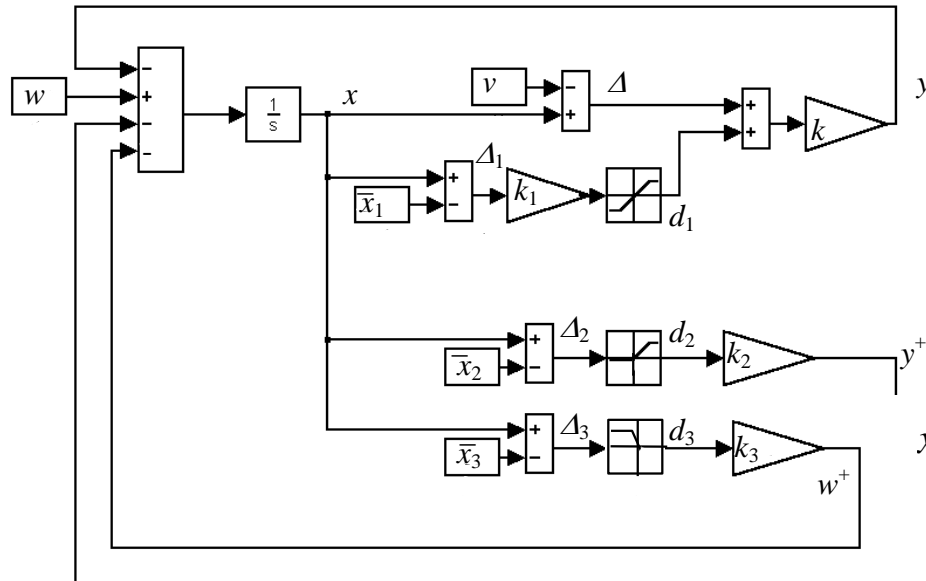 y
−
w
+
−
−
1
s
x
v
−
+
Δ
+
+
k
Δ₁
+
−
x̅₁
k₁
d₁
Δ₂
+
−
x̅₂
d₂
k₂
y⁺
Δ₃
+
−
x̅₃
d₃
k₃
w⁺